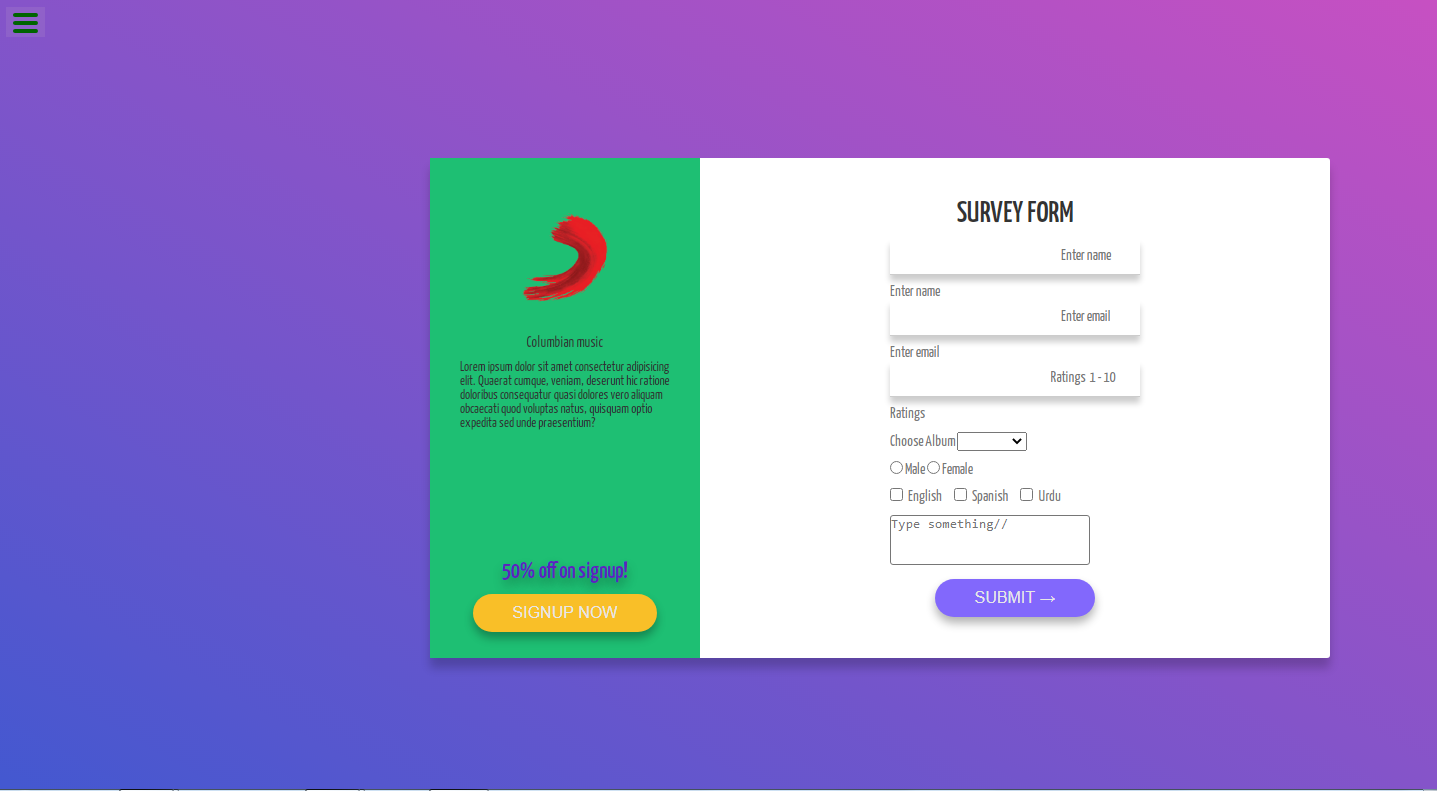 Columbian music
Lorem ipsum dolor sit amet consectetur adipisicing
elit. Quaerat cumque, veniam, deserunt hic ratione
doloribus consequatur quasi dolores vero aliquam
obcaecati quod voluptas natus, quisquam optio
expedita sed unde praesentium?
50% off on signup!
SIGNUP NOW
SURVEY FORM
Enter name
Enter name
Enter email
Enter email
Ratings 1 - 10
Ratings
Choose Album
Male Female
English Spanish Urdu
Type something//
SUBMIT →